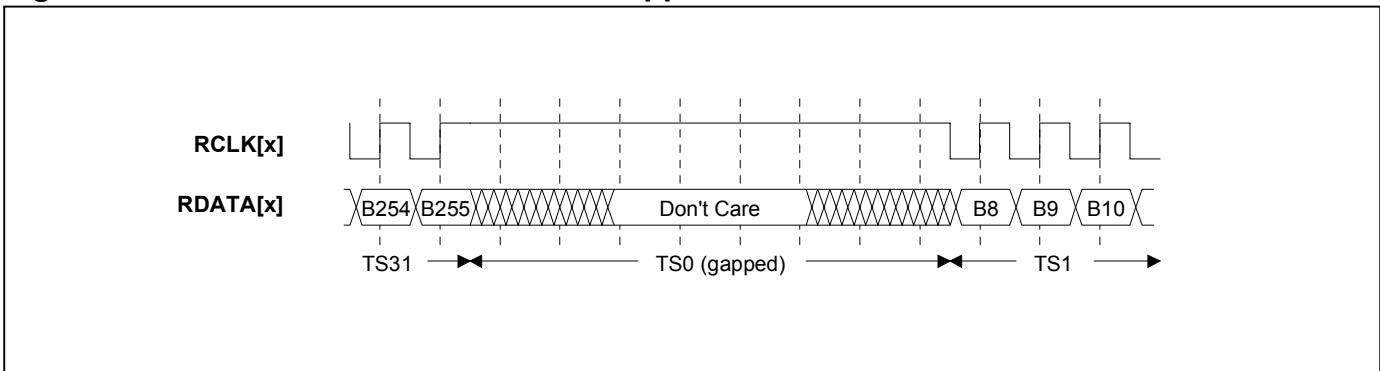 RCLK[x]
RDATA[x] B254 B255 Don't Care B8 B9 B10
TS31 TS0 (gapped) TS1